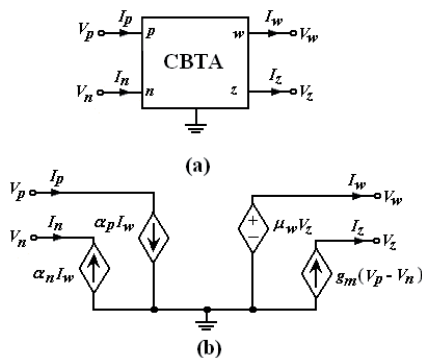 I_p
I_w
V_p
p
w
V_w
CBTA
I_n
I_z
V_n
n
z
V_z
(a)
I_p
I_w
V_p
V_w
I_n
α_p I_w
μ_w V_z
I_z
V_n
V_z
α_n I_w
g_m(V_p - V_n)
+
−
(b)